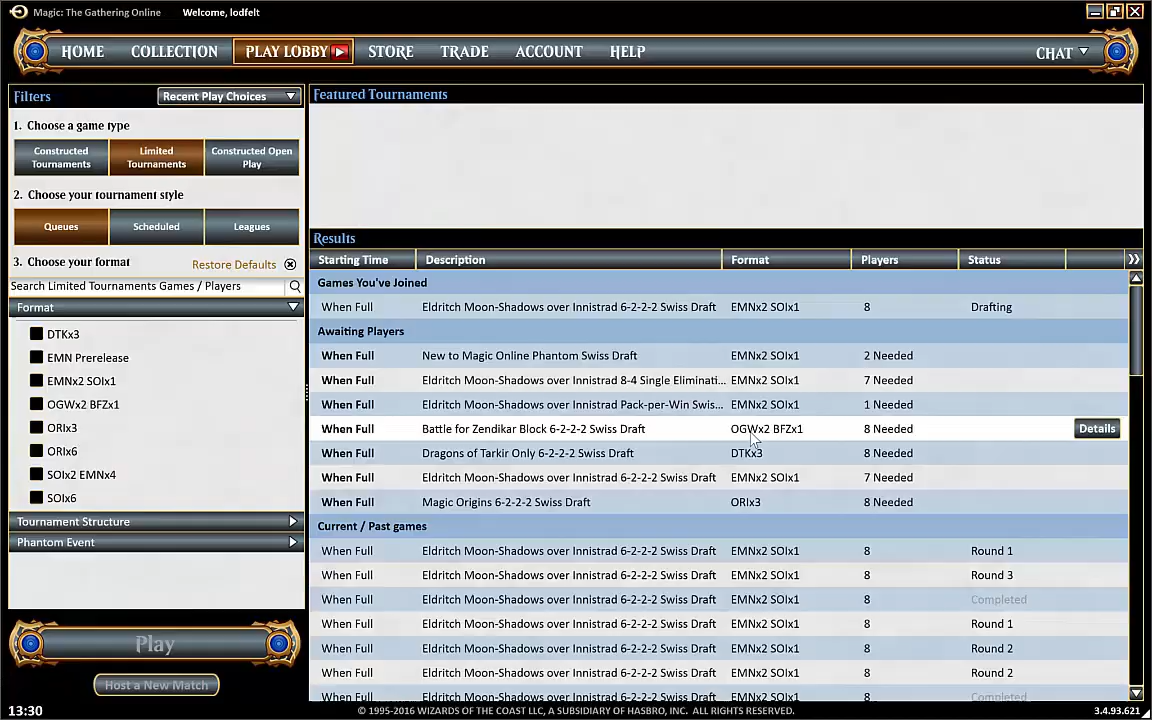 Magic: The Gathering Online Welcome, lodfelt
HOME COLLECTION PLAY LOBBY STORE TRADE ACCOUNT HELP CHAT
Filters Recent Play Choices
1. Choose a game type
Constructed Tournaments Limited Tournaments Constructed Open Play
2. Choose your tournament style
Queues Scheduled Leagues
3. Choose your format Restore Defaults
Search Limited Tournaments Games / Players
Format
DTKx3
EMN Prerelease
EMNx2 SOIx1
OGWx2 BFZx1
ORIx3
ORIx6
SOIx2 EMNx4
SOIx6
Tournament Structure
Phantom Event
Play
Host a New Match
13:30
Featured Tournaments
Results
Starting Time Description Format Players Status
Games You've Joined
When Full Eldritch Moon-Shadows over Innistrad 6-2-2-2 Swiss Draft EMNx2 SOIx1 8 Drafting
Awaiting Players
When Full New to Magic Online Phantom Swiss Draft EMNx2 SOIx1 2 Needed
When Full Eldritch Moon-Shadows over Innistrad 8-4 Single Eliminati... EMNx2 SOIx1 7 Needed
When Full Eldritch Moon-Shadows over Innistrad Pack-per-Win Swis... EMNx2 SOIx1 1 Needed
When Full Battle for Zendikar Block 6-2-2-2 Swiss Draft OGWx2 BFZx1 8 Needed Details
When Full Dragons of Tarkir Only 6-2-2-2 Swiss Draft DTKx3 8 Needed
When Full Eldritch Moon-Shadows over Innistrad 6-2-2-2 Swiss Draft EMNx2 SOIx1 7 Needed
When Full Magic Origins 6-2-2-2 Swiss Draft ORIx3 8 Needed
Current / Past games
When Full Eldritch Moon-Shadows over Innistrad 6-2-2-2 Swiss Draft EMNx2 SOIx1 8 Round 1
When Full Eldritch Moon-Shadows over Innistrad 6-2-2-2 Swiss Draft EMNx2 SOIx1 8 Round 3
When Full Eldritch Moon-Shadows over Innistrad 6-2-2-2 Swiss Draft EMNx2 SOIx1 8 Completed
When Full Eldritch Moon-Shadows over Innistrad 6-2-2-2 Swiss Draft EMNx2 SOIx1 8 Round 1
When Full Eldritch Moon-Shadows over Innistrad 6-2-2-2 Swiss Draft EMNx2 SOIx1 8 Round 2
When Full Eldritch Moon-Shadows over Innistrad 6-2-2-2 Swiss Draft EMNx2 SOIx1 8 Round 2
When Full Eldritch Moon-Shadows over Innistrad 6-2-2-2 Swiss Draft EMNx2 SOIx1 8 Completed
© 1995-2016 WIZARDS OF THE COAST LLC, A SUBSIDIARY OF HASBRO, INC. ALL RIGHTS RESERVED. 3.4.93.621